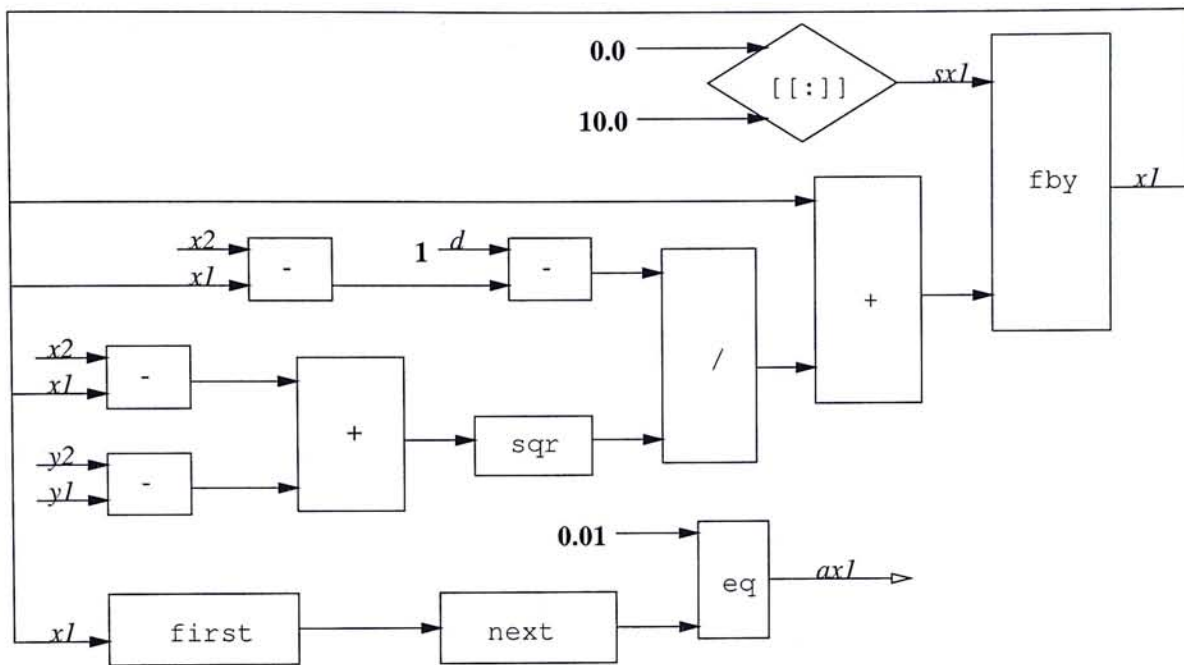 0.0
[[:]]
sx1
10.0
fby
x1
x2
1
d
-
-
x1
+
x2
-
/
x1
+
sqr
y2
-
y1
0.01
eq
ax1
x1
first
next